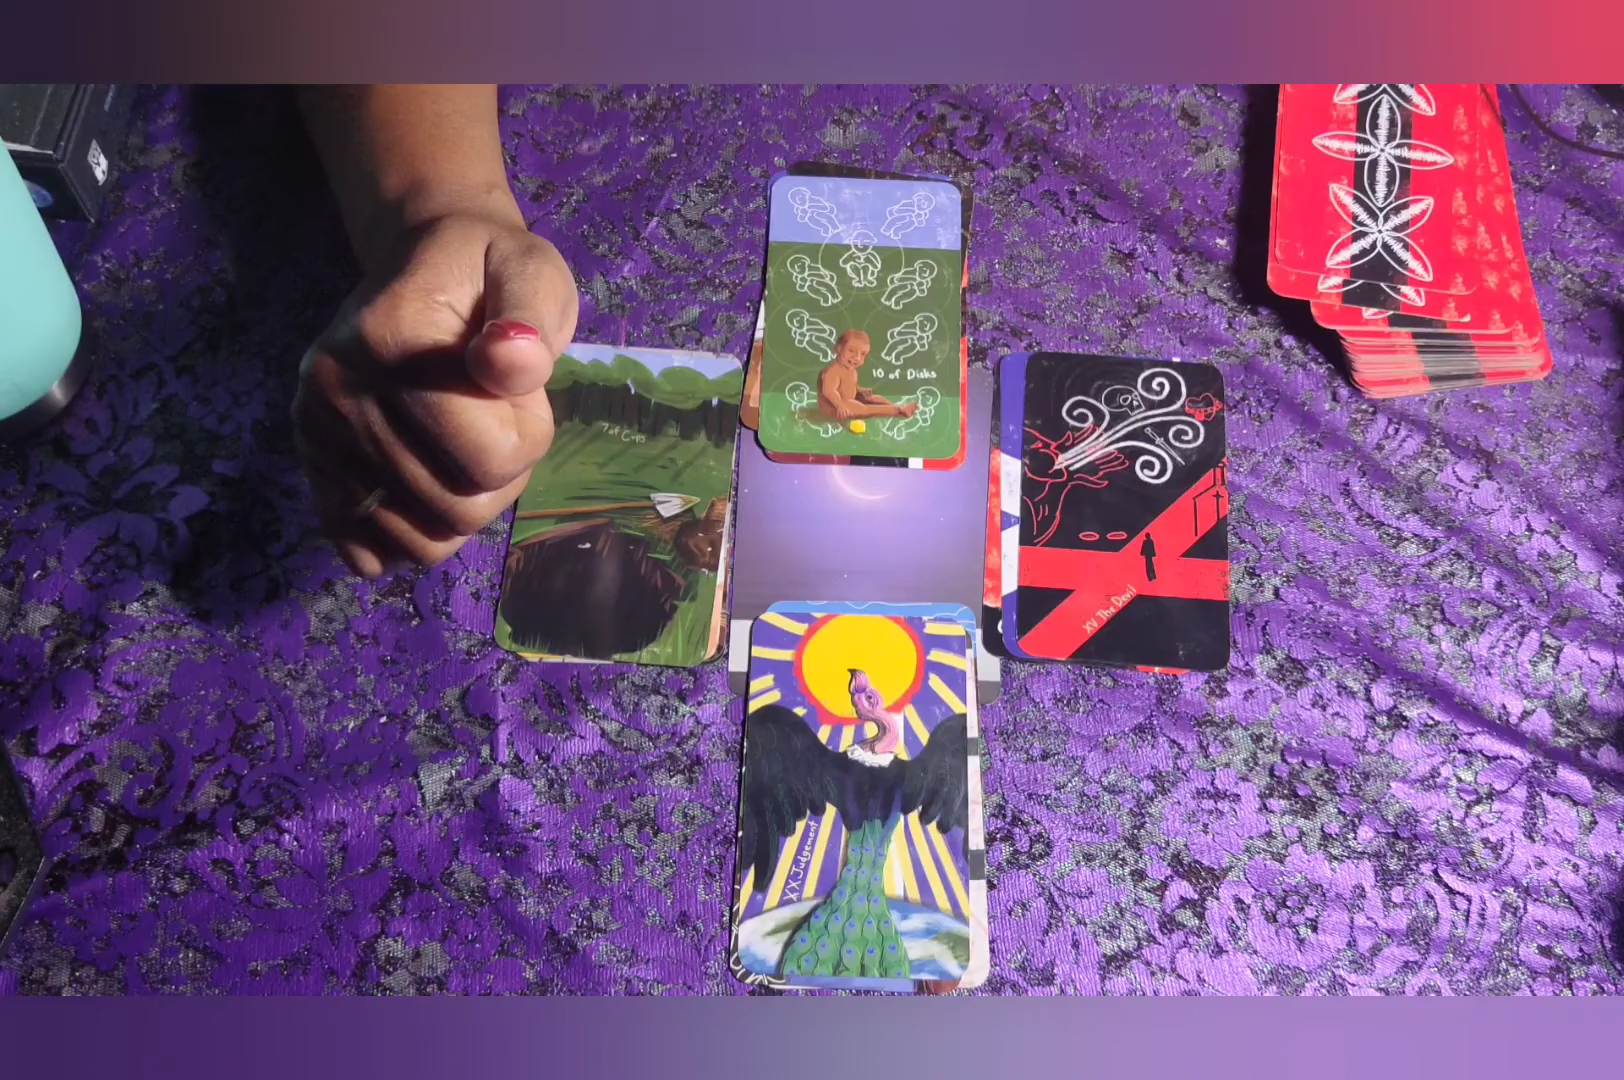 10 of Disks
7 of Cups
XV The Devil
XX Judgement